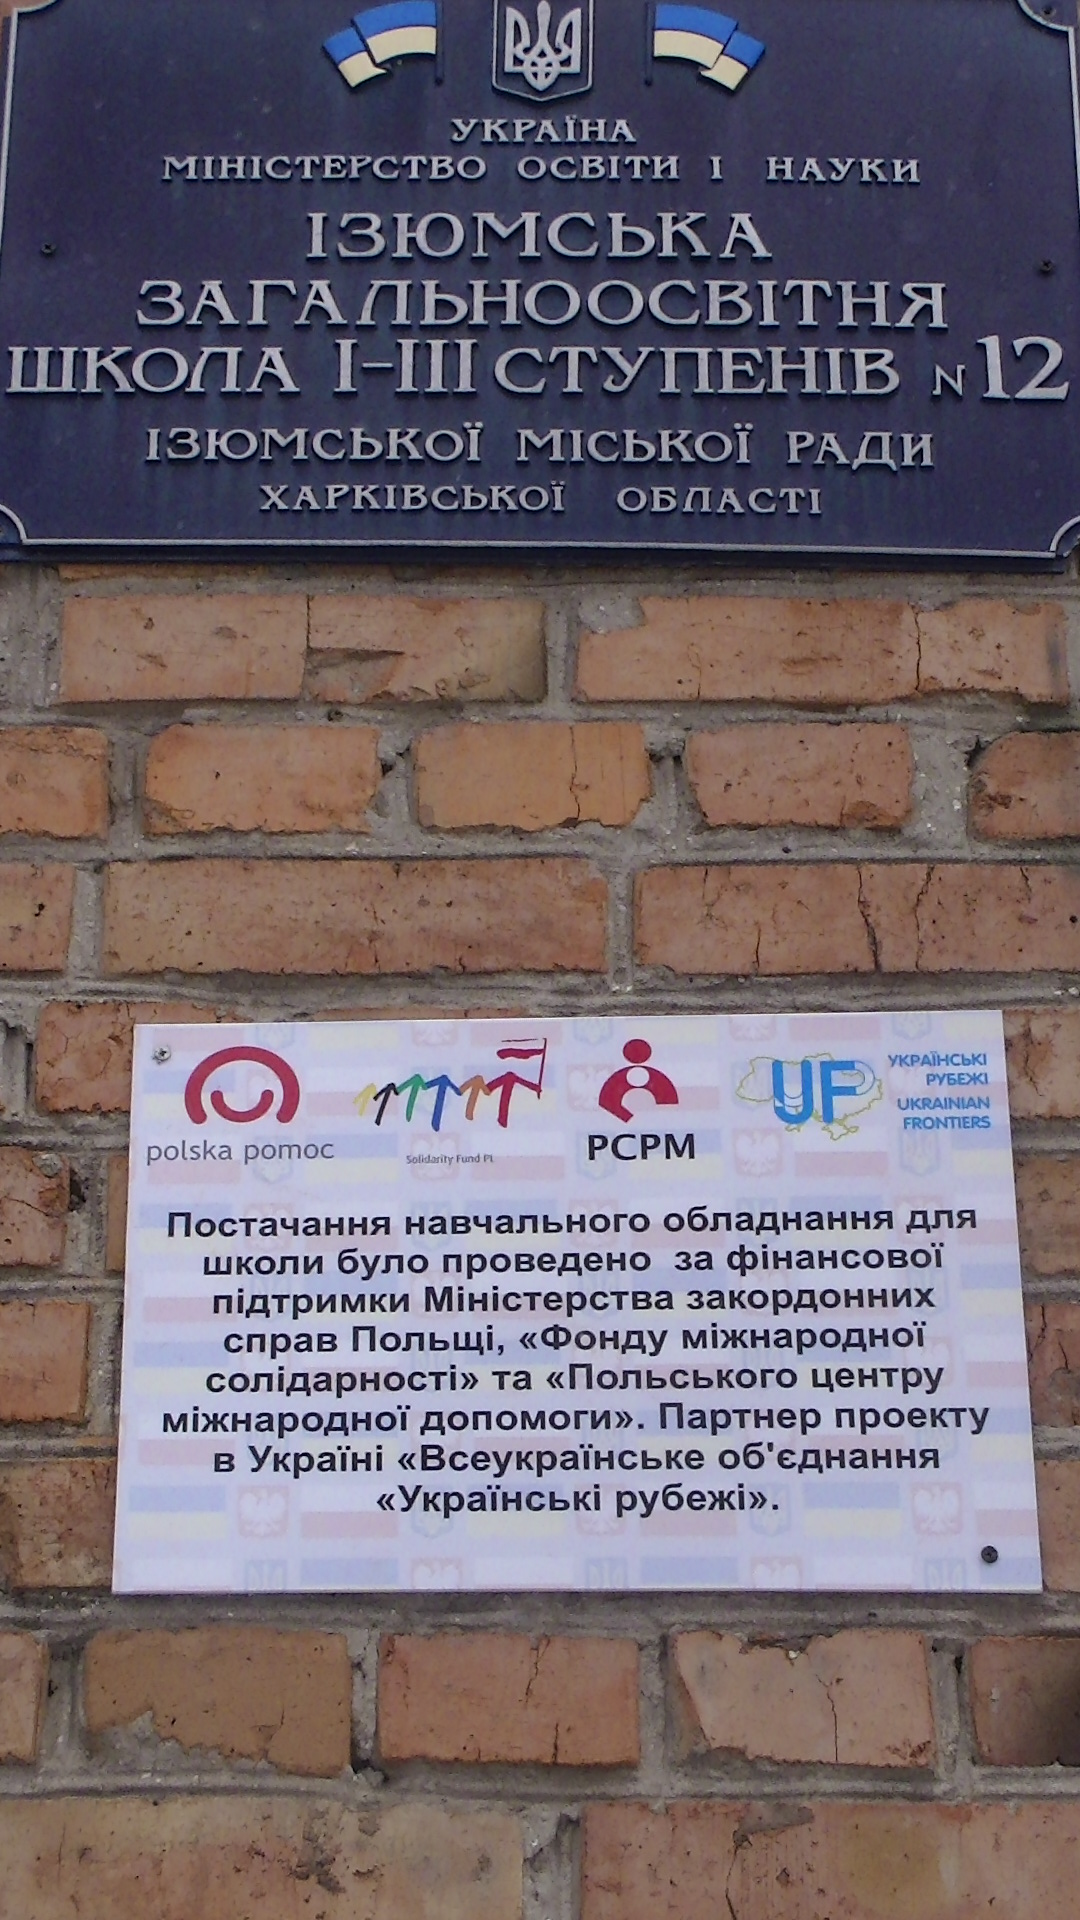 УКРАЇНА
МІНІСТЕРСТВО ОСВІТИ І НАУКИ
ІЗЮМСЬКА
ЗАГАЛЬНООСВІТНЯ
ШКОЛА І-ІІІ СТУПЕНІВ N 12
ІЗЮМСЬКОЇ МІСЬКОЇ РАДИ
ХАРКІВСЬКОЇ ОБЛАСТІ
polska pomoc
Solidarity Fund PL
PCPM
UF
УКРАЇНСЬКІ
РУБЕЖІ
UKRAINIAN
FRONTIERS
Постачання навчального обладнання для
школи було проведено за фінансової
підтримки Міністерства закордонних
справ Польщі, «Фонду міжнародної
солідарності» та «Польського центру
міжнародної допомоги». Партнер проекту
в Україні «Всеукраїнське об'єднання
«Українські рубежі».